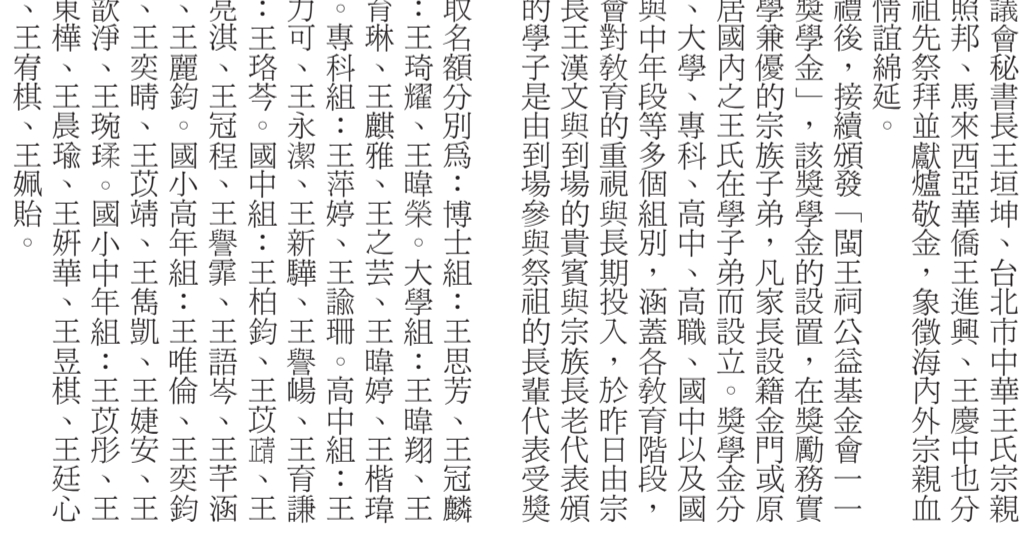 議會秘書長王垣坤、台北市中華王氏宗親
照邦、馬來西亞華僑王進興、王慶中也分
祖先祭拜並獻爐敬金，象徵海內外宗親血
情誼綿延。
禮後，接續頒發「閩王祠公益基金會一一
獎學金」，該獎學金的設置，在獎勵務實
學兼優的宗族子弟，凡家長設籍金門或原
居國內之王氏在學子弟而設立。獎學金分
、大學、專科、高中、高職、國中以及國
與中年段等多個組別，涵蓋各教育階段，
會對教育的重視與長期投入，於昨日由宗
長王漢文與到場的貴賓與宗族長老代表頒
的學子是由到場參與祭祖的長輩代表受獎
取名額分別為：博士組：王思芳、王冠麟
：王琦耀、王暐榮。大學組：王暐翔、王
育琳、王麒雅、王之芸、王暐婷、王楷瑋
。專科組：王萍婷、王諭珊。高中組：王
力可、王永潔、王新驊、王譽崵、王育謙
：王珞芩。國中組：王柏鈞、王苡靕、王
亮淇、王冠程、王譽霏、王語岑、王芊涵
、王麗鈞。國小高年組：王唯倫、王奕鈞
、王奕晴、王苡靖、王雋凱、王婕安、王
歆淨、王琬瑈。國小中年組：王苡彤、王
東樺、王晨瑜、王妍華、王昱棋、王廷心
、王宥棋、王姵貽。